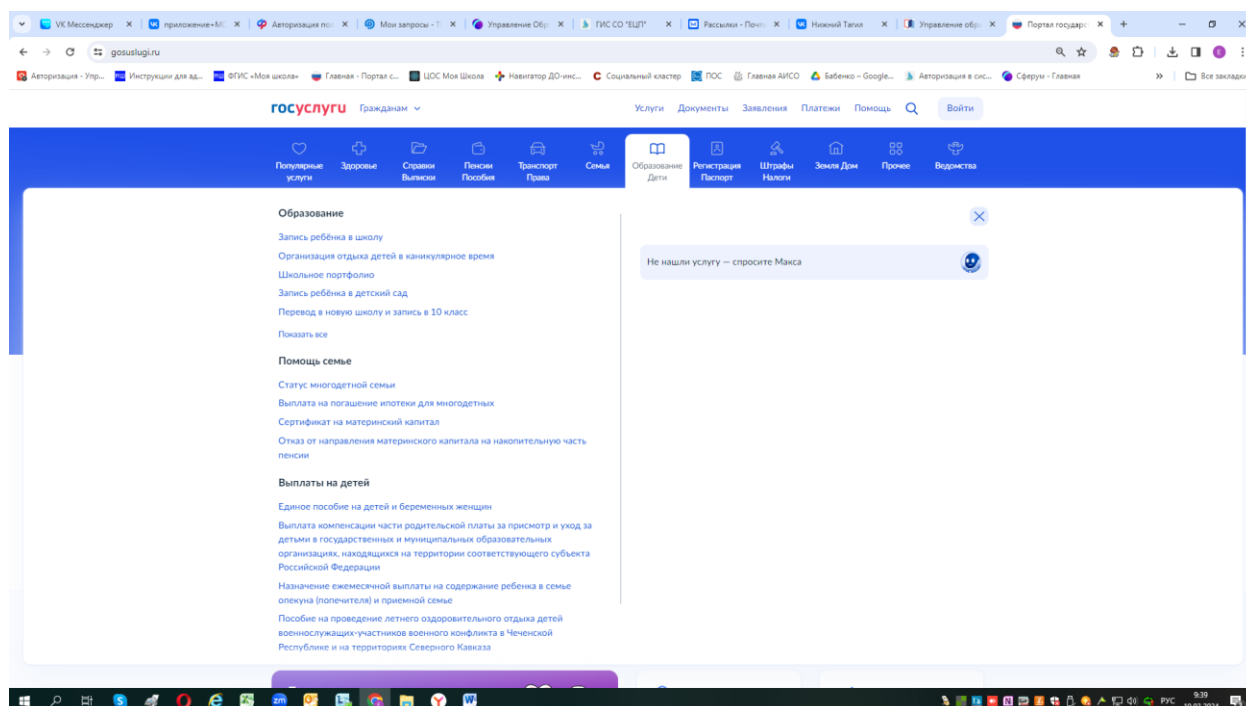 VK Мессенджер
приложение+МС
Авторизация пол
Мои запросы - Т
Управление Обр
ГИС СО "ЕЦП"
Рассылки - Почт
Нижний Тагил
Управление обр
Портал государс
gosuslugi.ru
Авторизация - Упр...
Инструкции для ад...
ФГИС «Моя школа»
Главная - Портал с...
ЦОС Моя Школа
Навигатор ДО-инс...
Социальный кластер
ПОС
Главная АИСО
Бабенко – Google...
Авторизация в сис...
Сферум - Главная
Все закладки
госуслуги Гражданам
Услуги Документы Заявления Платежи Помощь Войти
Популярные услуги
Здоровье
Справки Выписки
Пенсии Пособия
Транспорт Права
Семья
Образование Дети
Регистрация Паспорт
Штрафы Налоги
Земля Дом
Прочее
Ведомства
Образование
Запись ребёнка в школу
Организация отдыха детей в каникулярное время
Школьное портфолио
Запись ребёнка в детский сад
Перевод в новую школу и запись в 10 класс
Показать все
Помощь семье
Статус многодетной семьи
Выплата на погашение ипотеки для многодетных
Сертификат на материнский капитал
Отказ от направления материнского капитала на накопительную часть
пенсии
Выплаты на детей
Единое пособие на детей и беременных женщин
Выплата компенсации части родительской платы за присмотр и уход за
детьми в государственных и муниципальных образовательных
организациях, находящихся на территории соответствующего субъекта
Российской Федерации
Назначение ежемесячной выплаты на содержание ребенка в семье
опекуна (попечителя) и приемной семье
Пособие на проведение летнего оздоровительного отдыха детей
военнослужащих-участников военного конфликта в Чеченской
Республике и на территориях Северного Кавказа
Не нашли услугу — спросите Макса
РУС
9:39